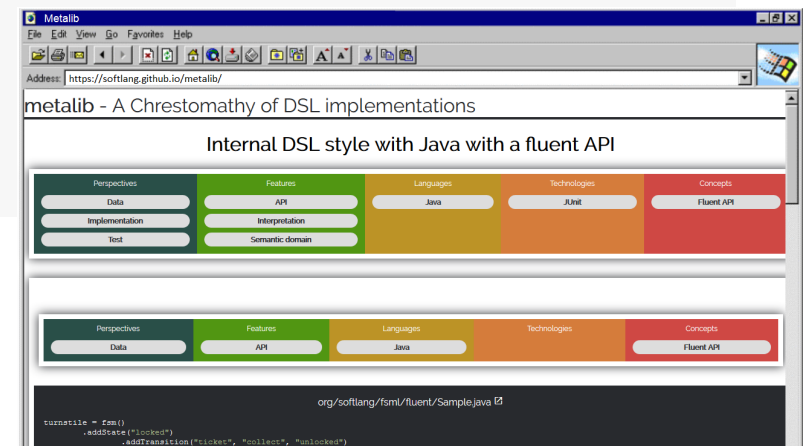 Metalib
File Edit View Go Favorites Help
Address: https://softlang.github.io/metalib/
metalib - A Chrestomathy of DSL implementations
Internal DSL style with Java with a fluent API
Perspectives Features Languages Technologies Concepts
Data API Java JUnit Fluent API
Implementation Interpretation
Test Semantic domain
Perspectives Features Languages Technologies Concepts
Data API Java Fluent API
org/softlang/fsml/fluent/Sample.java
turnstile = fsm()
.addState("locked")
.addTransition("ticket", "collect", "unlocked")